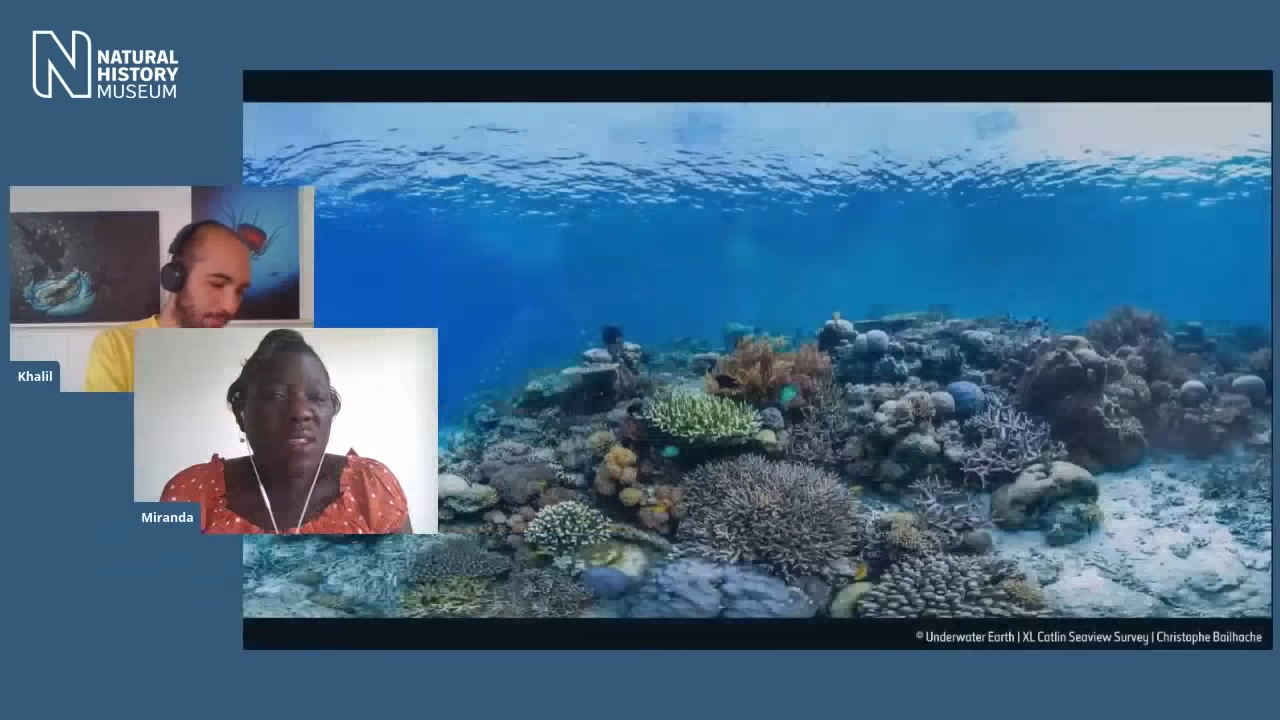 NATURAL
HISTORY
MUSEUM
Khalil
Miranda
© Underwater Earth | XL Catlin Seaview Survey | Christophe Bailhache